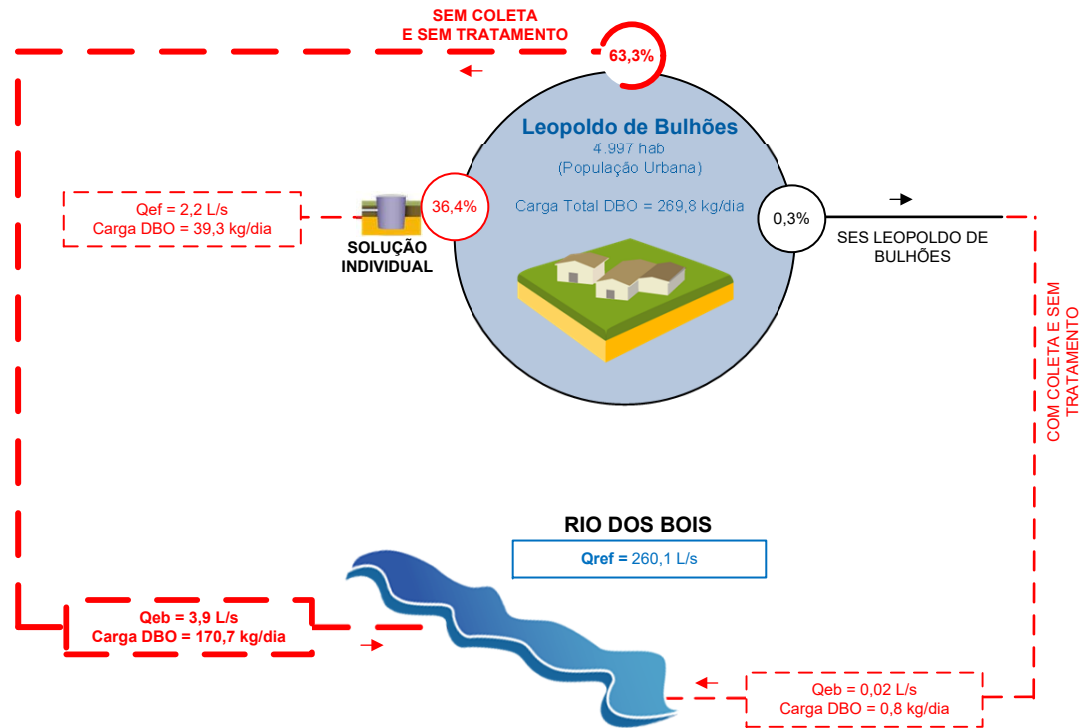 SEM COLETA
E SEM TRATAMENTO
63,3%
Leopoldo de Bulhões
4.997 hab
(População Urbana)
Carga Total DBO = 269,8 kg/dia
Qef = 2,2 L/s
Carga DBO = 39,3 kg/dia
36,4%
SOLUÇÃO
INDIVIDUAL
0,3%
SES LEOPOLDO DE
BULHÕES
COM COLETA E SEM
TRATAMENTO
RIO DOS BOIS
Qref = 260,1 L/s
Qeb = 3,9 L/s
Carga DBO = 170,7 kg/dia
Qeb = 0,02 L/s
Carga DBO = 0,8 kg/dia